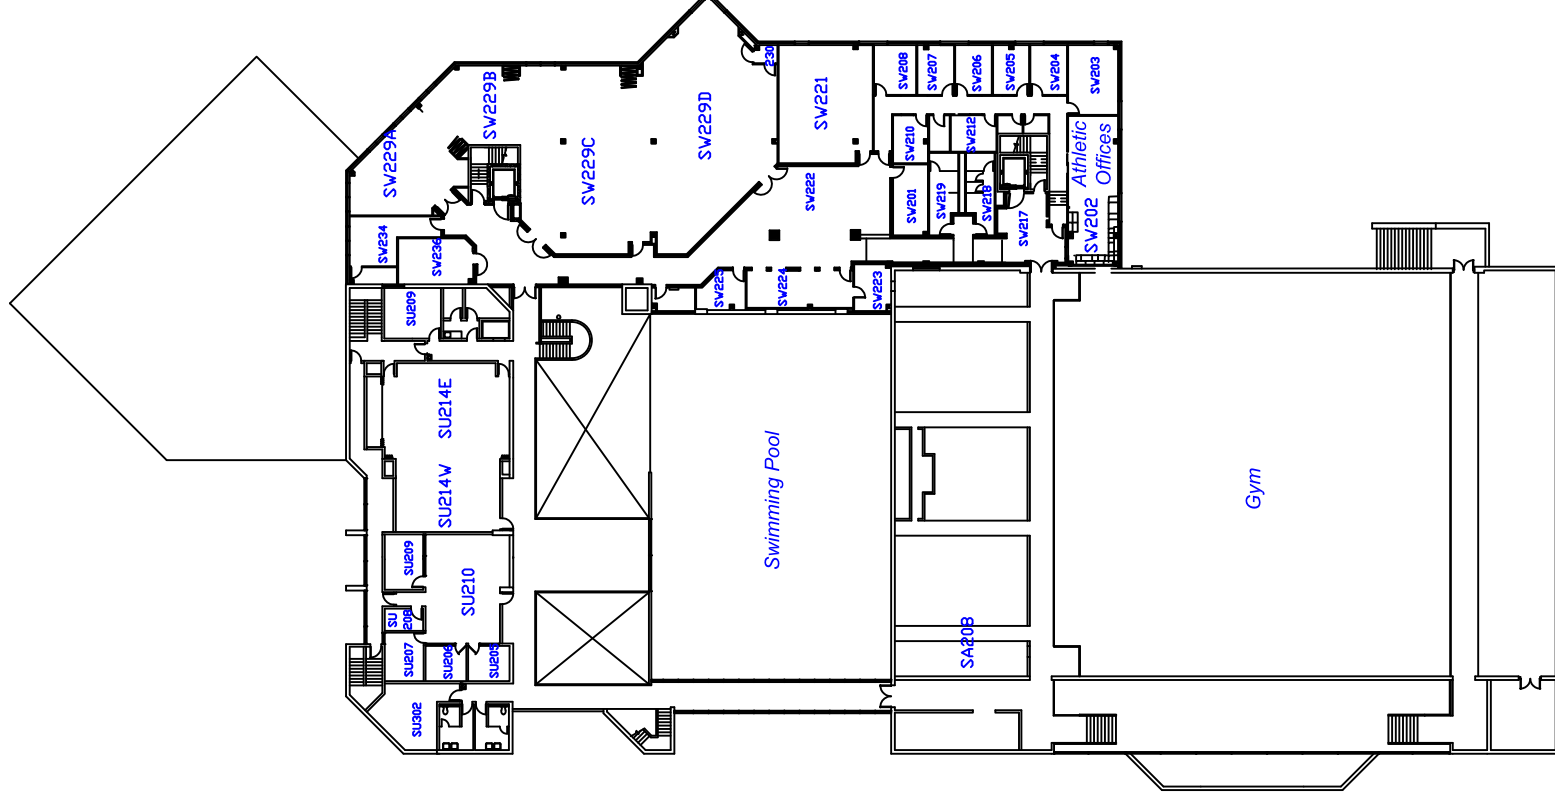 230
SW208
SW207
SW206
SW205
SW204
SW203
SW229B
SW229D
SW221
SW229A
SW229C
SW210
SW212
Athletic
Offices
SW222
SW201
SW219
SW218
SW217
SW202
SW234
SW236
SW225
SW224
SW223
SU209
SU214E
SU214W
Swimming Pool
Gym
SU209
SU210
SU
208
SU207
SU206
SU205
SA208
SU302